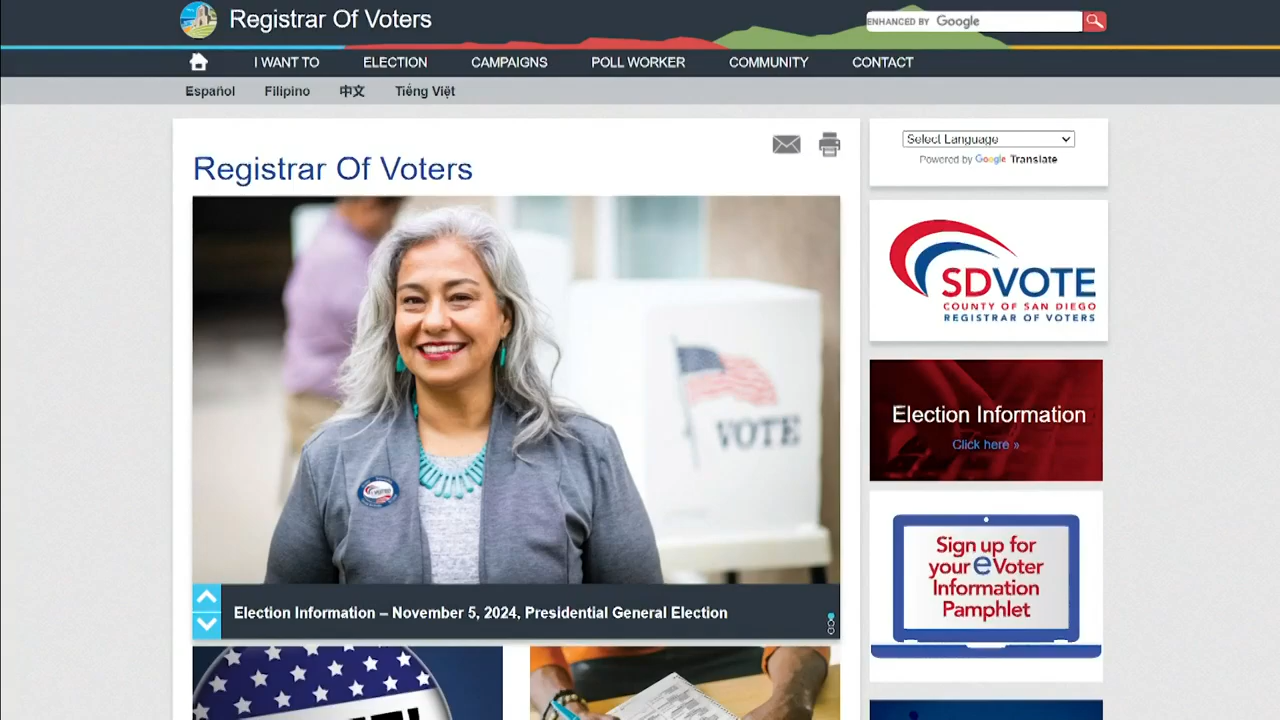 Registrar Of Voters
ENHANCED BY Google
I WANT TO ELECTION CAMPAIGNS POLL WORKER COMMUNITY CONTACT
Español Filipino 中文 Tiếng Việt
Select Language
Powered by Google Translate
Registrar Of Voters
SDVOTE
COUNTY OF SAN DIEGO
REGISTRAR OF VOTERS
VOTE
Election Information
Click here »
Sign up for
your eVoter
Information
Pamphlet
Election Information – November 5, 2024, Presidential General Election